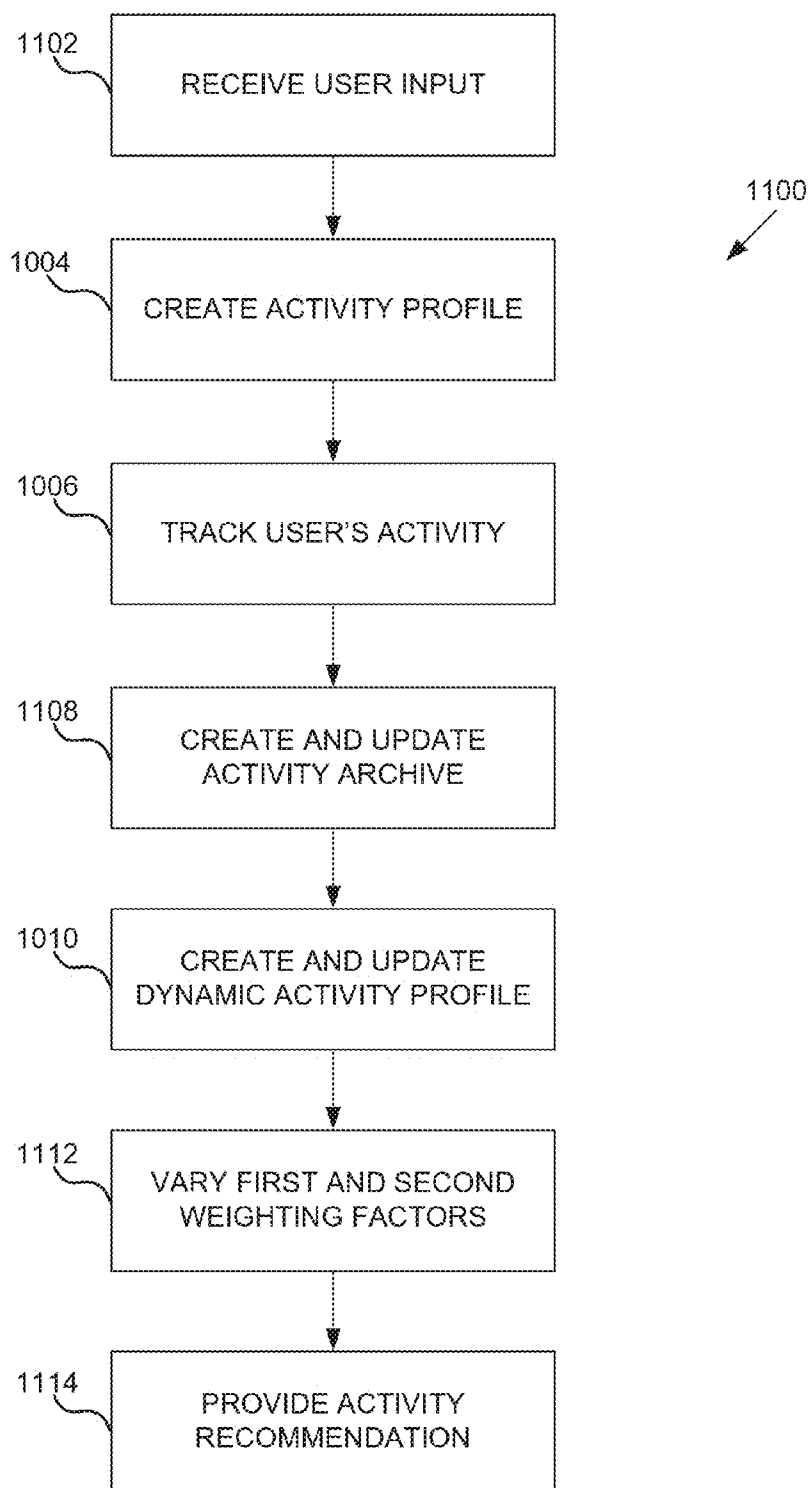 1102
RECEIVE USER INPUT
1100
1004
CREATE ACTIVITY PROFILE
1006
TRACK USER'S ACTIVITY
1108
CREATE AND UPDATE
ACTIVITY ARCHIVE
1010
CREATE AND UPDATE
DYNAMIC ACTIVITY PROFILE
1112
VARY FIRST AND SECOND
WEIGHTING FACTORS
1114
PROVIDE ACTIVITY
RECOMMENDATION